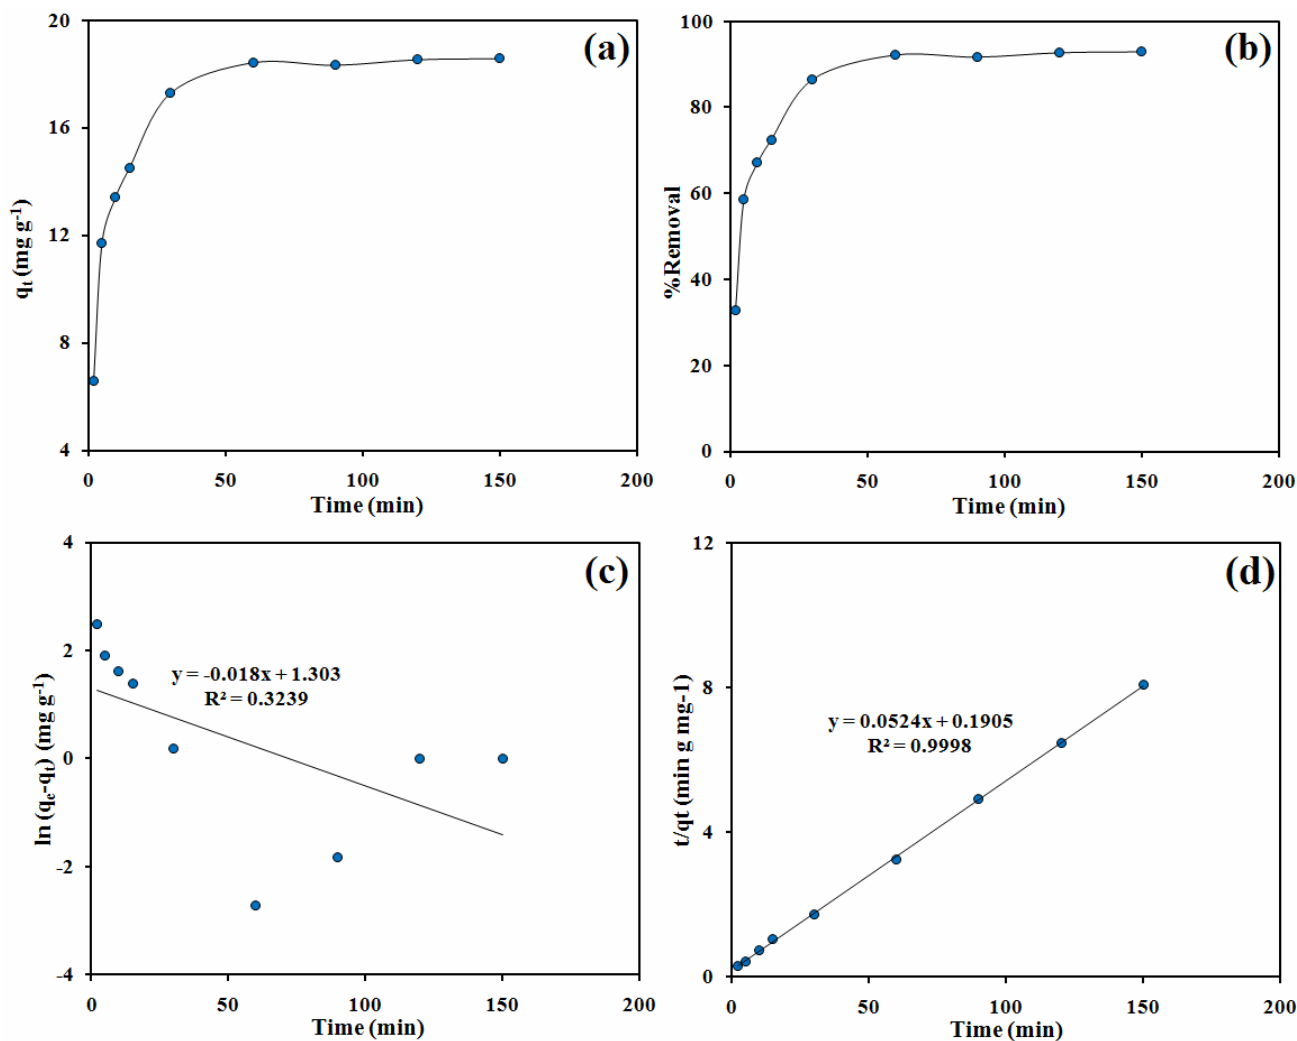 (a)
20
16
12
8
4
q_t (mg g⁻¹)
0 50 100 150 200
Time (min)
(b)
100
80
60
40
20
0
%Removal
0 50 100 150 200
Time (min)
(c)
4
2
0
-2
-4
ln (q_e-q_t) (mg g⁻¹)
y = -0.018x + 1.303
R² = 0.3239
0 50 100 150 200
Time (min)
(d)
12
8
4
0
t/qt (min g mg-1)
y = 0.0524x + 0.1905
R² = 0.9998
0 50 100 150 200
Time (min)